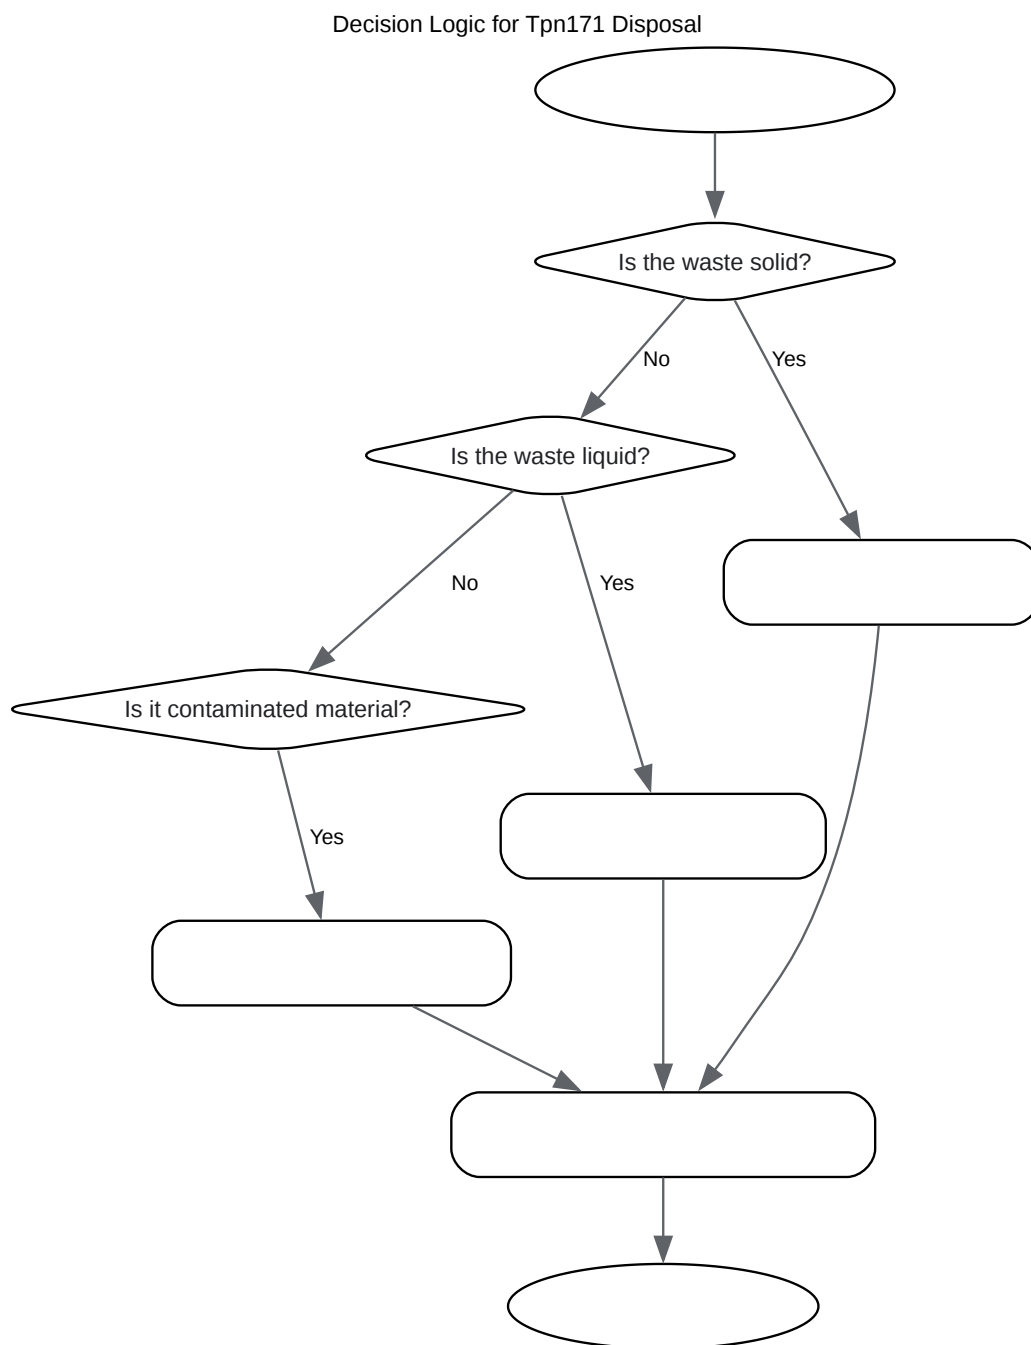 Decision Logic for Tpn171 Disposal
Is the waste solid?
No
Yes
Is the waste liquid?
No
Yes
Is it contaminated material?
Yes